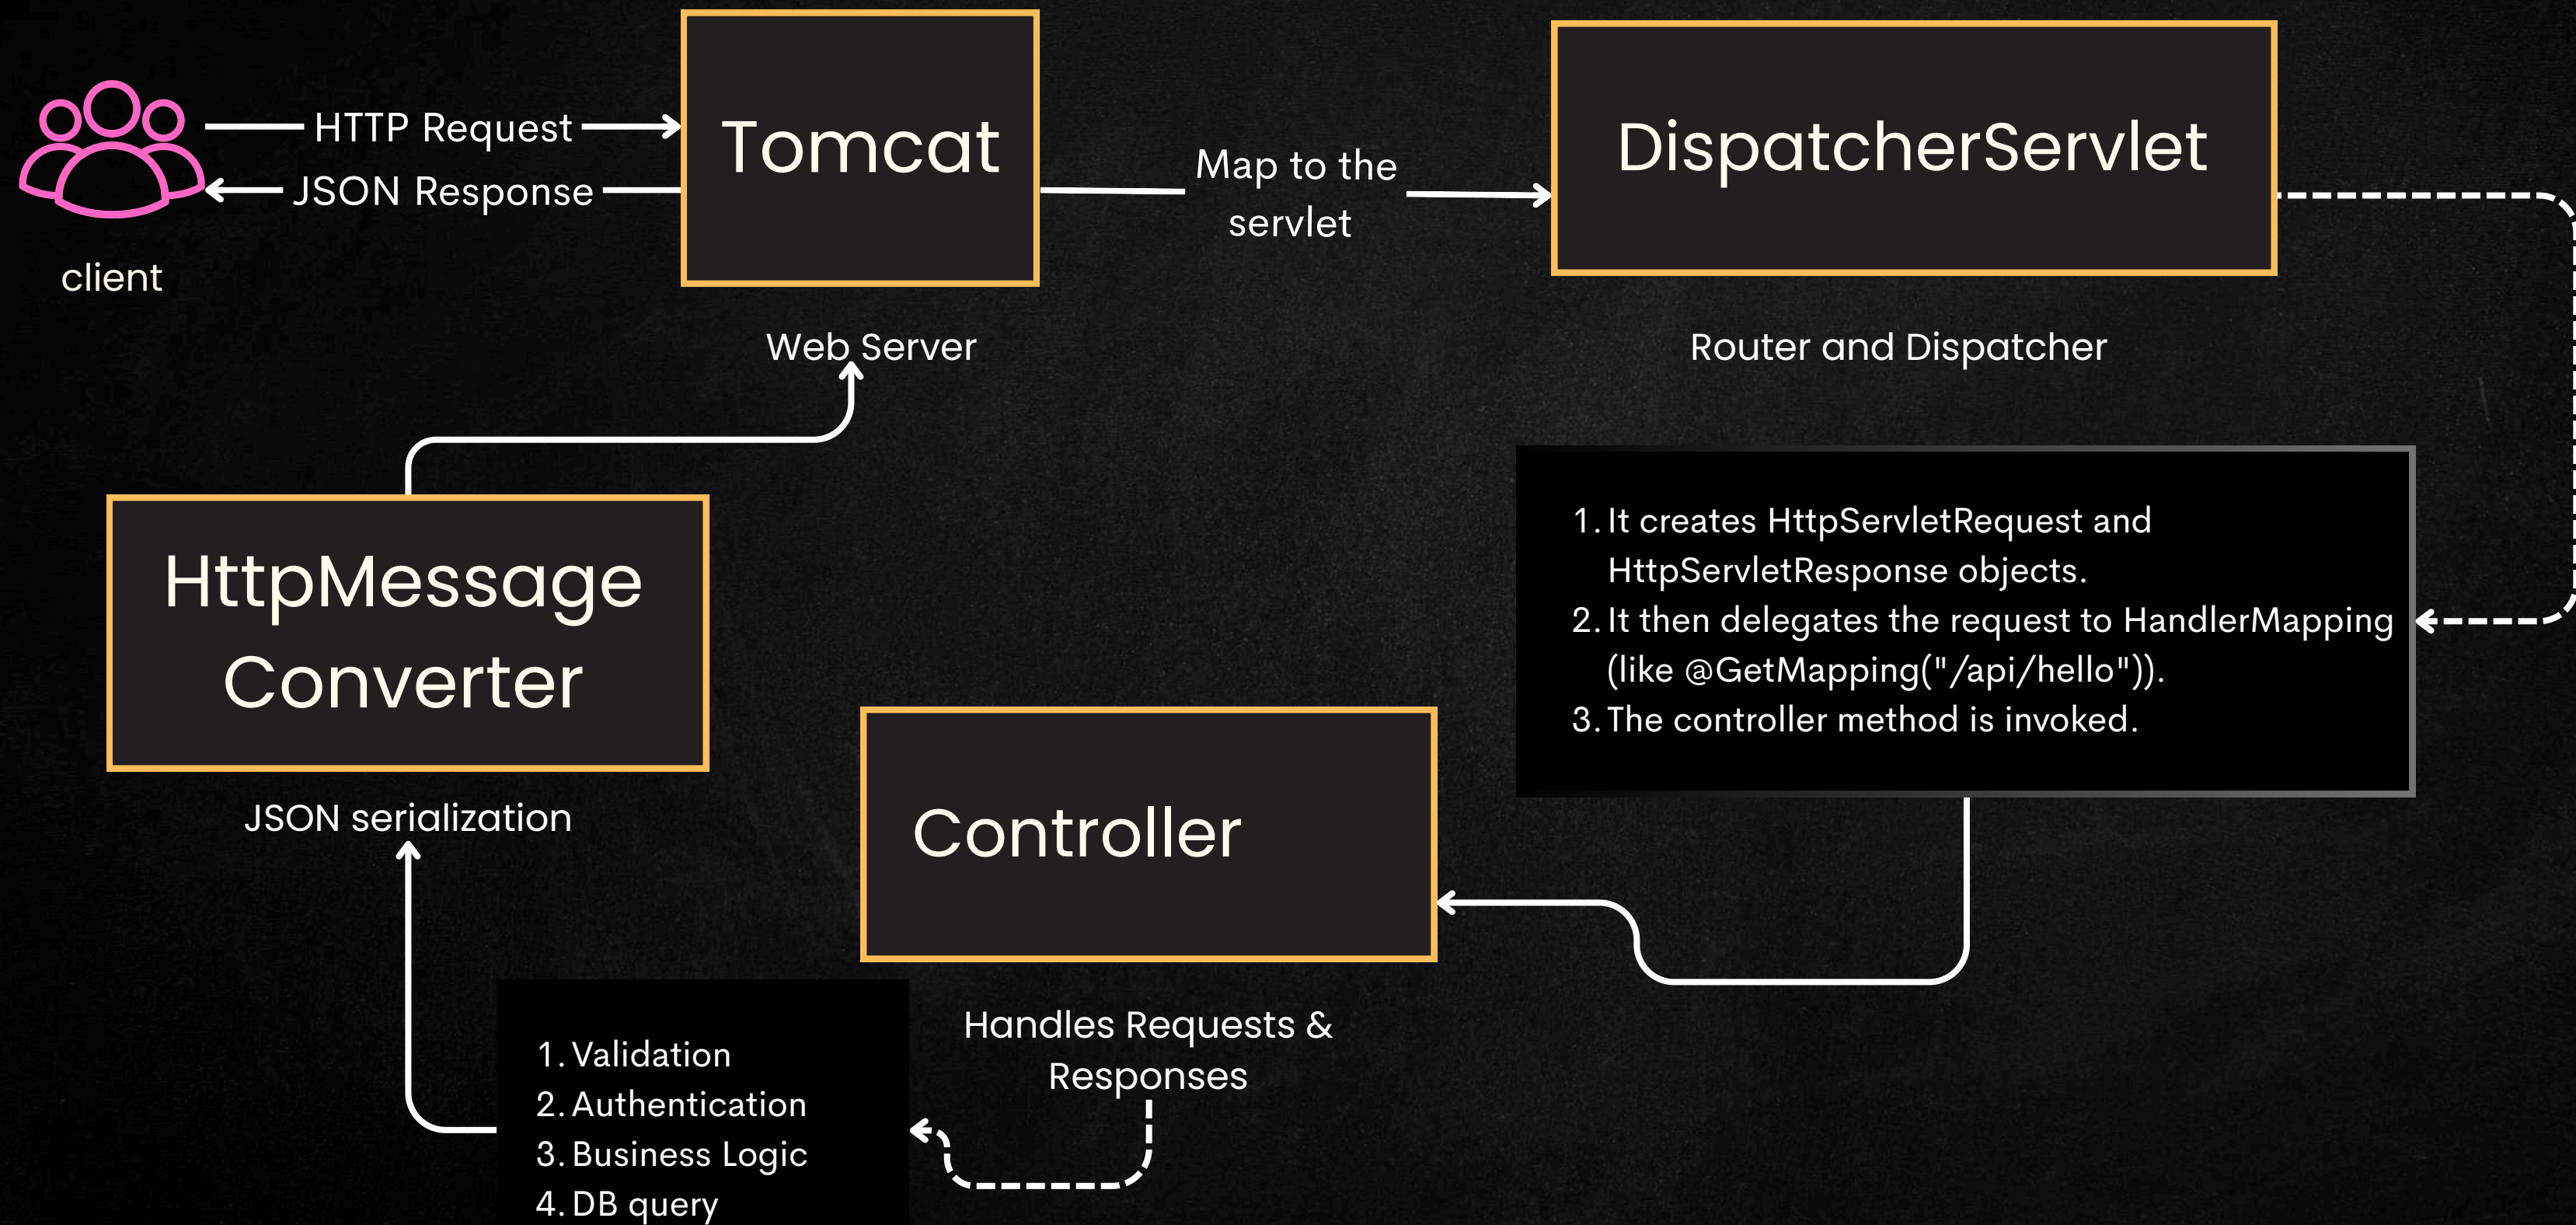 HTTP Request
JSON Response
client
Tomcat
Web Server
Map to the
servlet
DispatcherServlet
Router and Dispatcher
1. It creates HttpServletRequest and
HttpServletResponse objects.
2. It then delegates the request to HandlerMapping
(like @GetMapping("/api/hello")).
3. The controller method is invoked.
Controller
Handles Requests &
Responses
1. Validation
2. Authentication
3. Business Logic
4. DB query
HttpMessage
Converter
JSON serialization